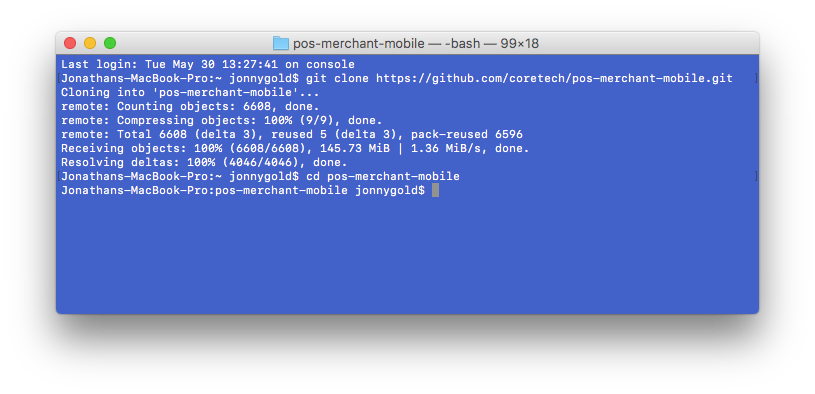 pos-merchant-mobile — -bash — 99×18
Last login: Tue May 30 13:27:41 on console
[Jonathans-MacBook-Pro:~ jonnygold$ git clone https://github.com/coretech/pos-merchant-mobile.git ]
Cloning into 'pos-merchant-mobile'...
remote: Counting objects: 6608, done.
remote: Compressing objects: 100% (9/9), done.
remote: Total 6608 (delta 3), reused 5 (delta 3), pack-reused 6596
Receiving objects: 100% (6608/6608), 145.73 MiB | 1.36 MiB/s, done.
Resolving deltas: 100% (4046/4046), done.
[Jonathans-MacBook-Pro:~ jonnygold$ cd pos-merchant-mobile ]
Jonathans-MacBook-Pro:pos-merchant-mobile jonnygold$